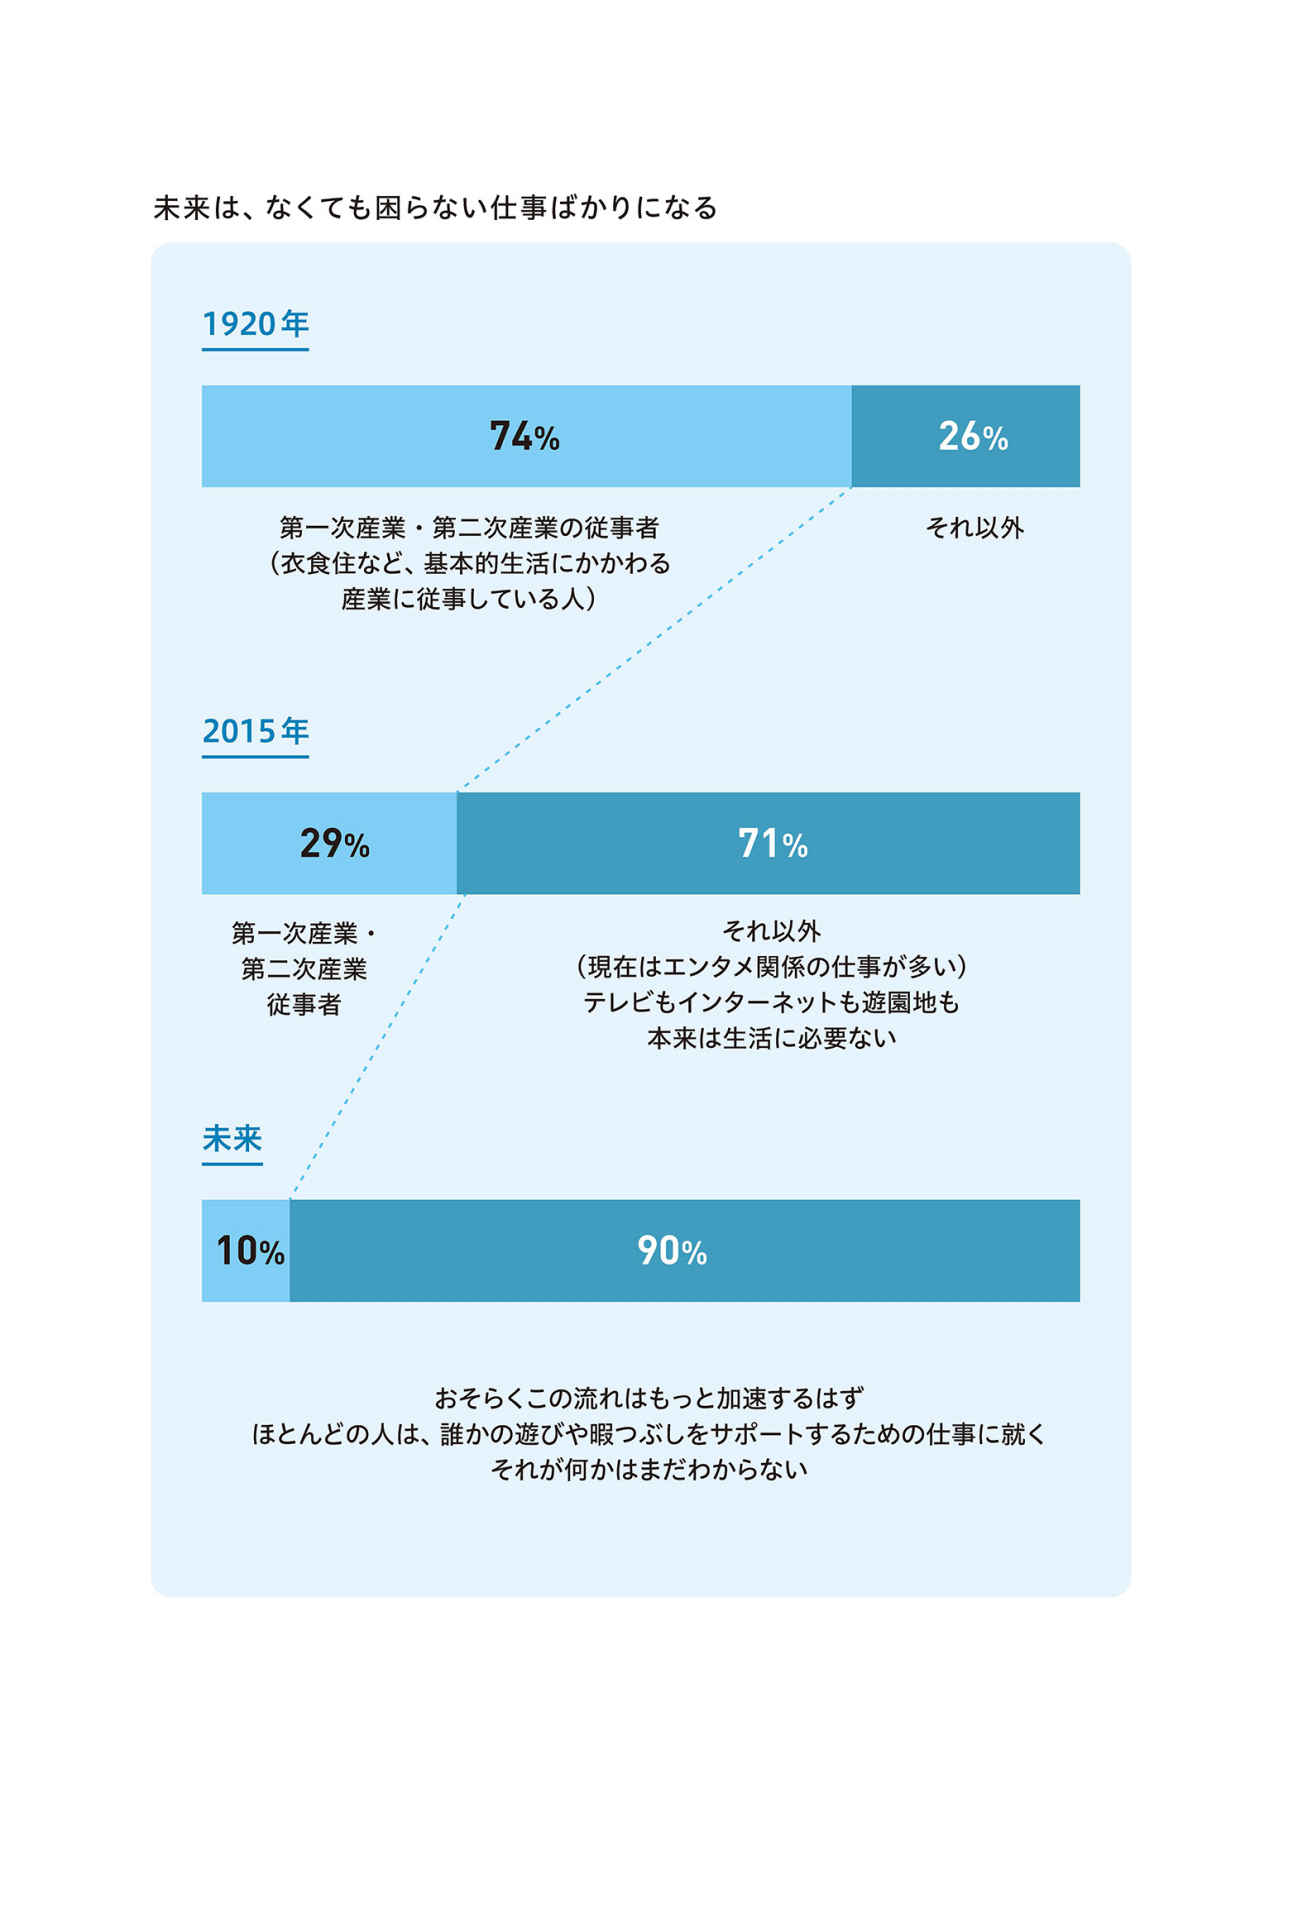 未来は、なくても困らない仕事ばかりになる
1920年
74%
26%
第一次産業・第二次産業の従事者
（衣食住など、基本的生活にかかわる
産業に従事している人）
それ以外
2015年
29%
71%
第一次産業・
第二次産業
従事者
それ以外
（現在はエンタメ関係の仕事が多い）
テレビもインターネットも遊園地も
本来は生活に必要ない
未来
10%
90%
おそらくこの流れはもっと加速するはず
ほとんどの人は、誰かの遊びや暇つぶしをサポートするための仕事に就く
それが何かはまだわからない